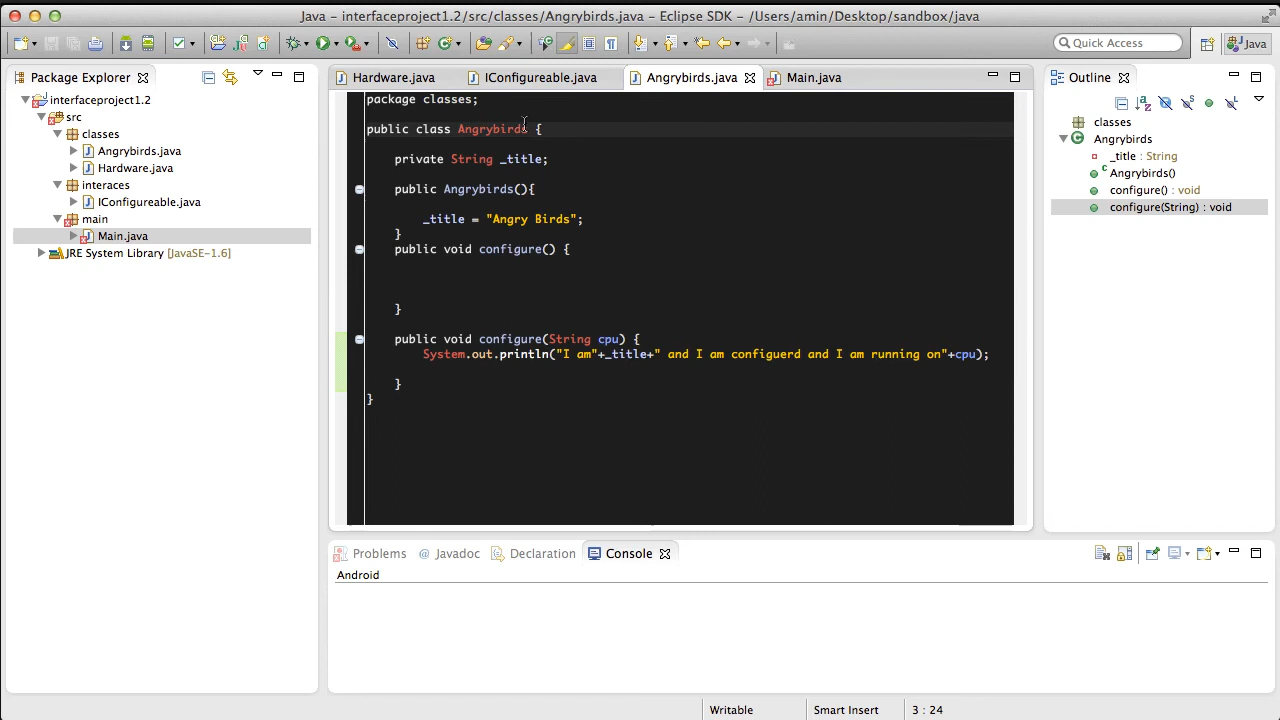 Java - interfaceproject1.2/src/classes/Angrybirds.java - Eclipse SDK - /Users/amin/Desktop/sandbox/java
Quick Access
Java
Package Explorer
interfaceproject1.2
src
classes
Angrybirds.java
Hardware.java
interaces
IConfigureable.java
main
Main.java
JRE System Library [JavaSE-1.6]
Hardware.java
IConfigureable.java
Angrybirds.java
Main.java
package classes;
public class Angrybirds {
private String _title;
public Angrybirds(){
_title = "Angry Birds";
}
public void configure() {
}
public void configure(String cpu) {
System.out.println("I am"+_title+" and I am configuerd and I am running on"+cpu);
}
}
Outline
classes
Angrybirds
_title : String
Angrybirds()
configure() : void
configure(String) : void
Problems
@ Javadoc
Declaration
Console
Android
Writable
Smart Insert
3 : 24